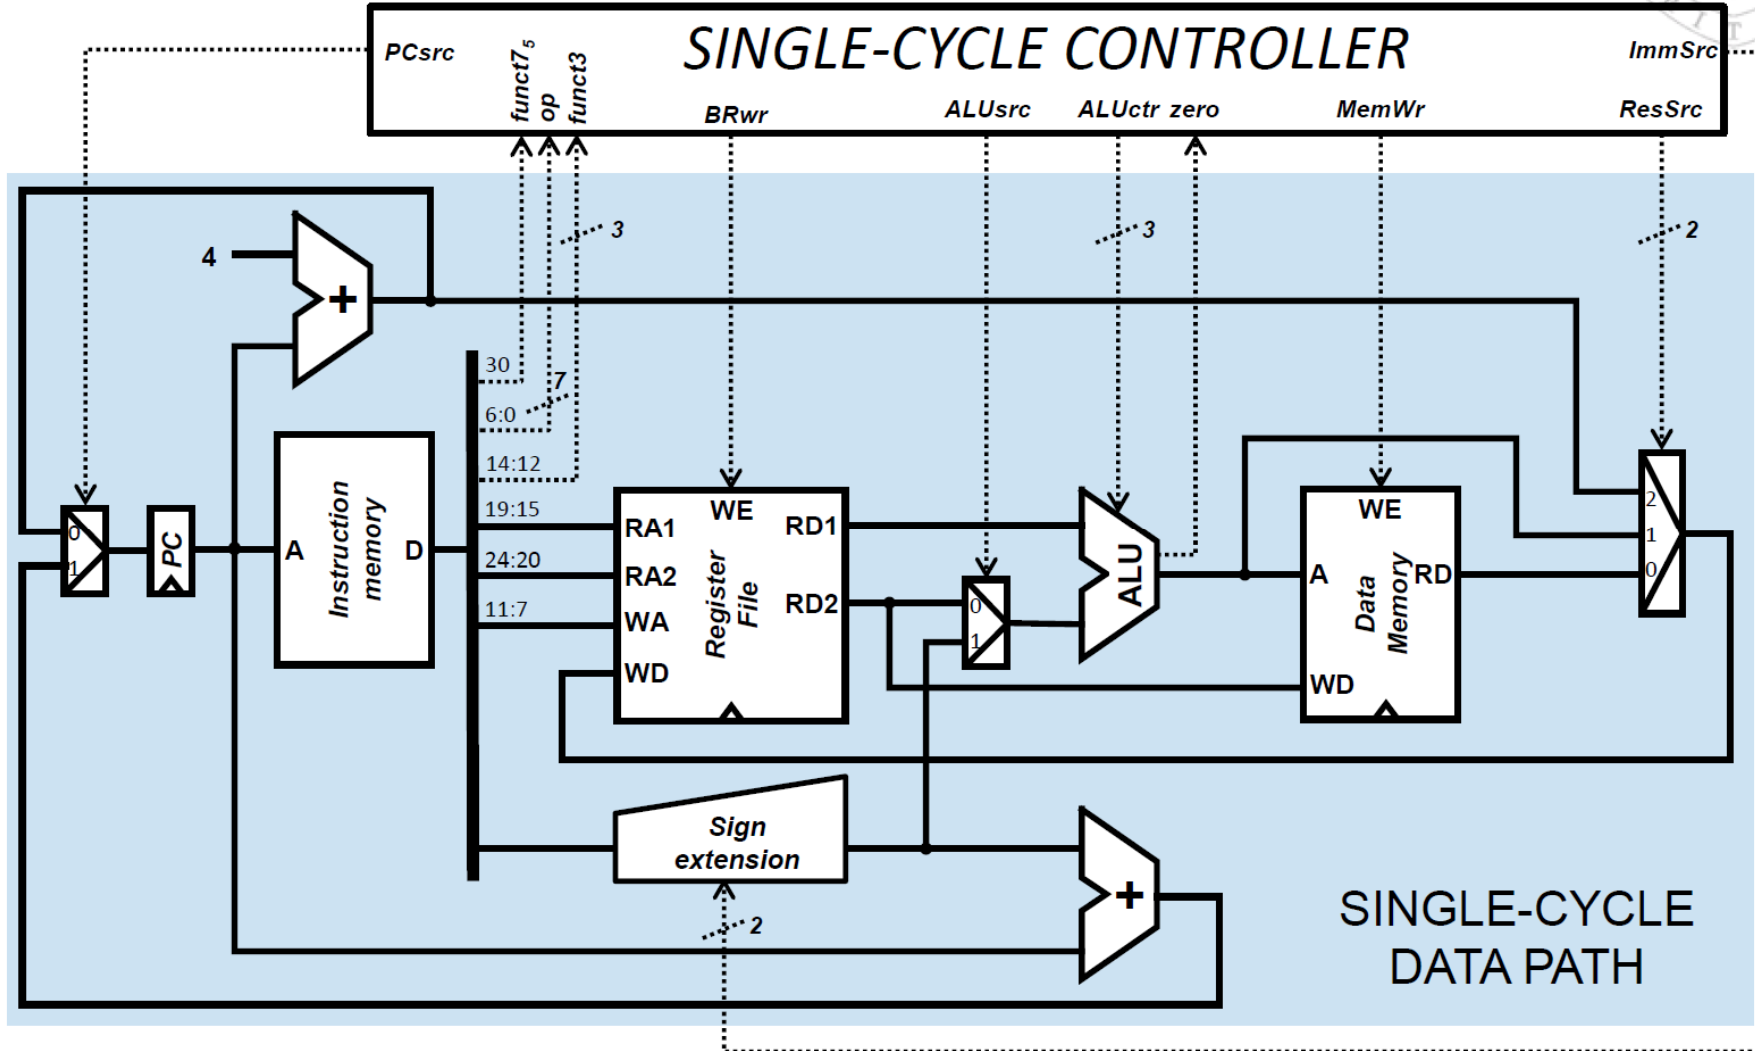 SINGLE-CYCLE CONTROLLER
PCsrc
funct7₅
op
funct3
BRwr
ALUsrc
ALUctr
zero
MemWr
ImmSrc
ResSrc
I T
4
+
3
3
2
30
7
6:0
14:12
19:15
24:20
11:7
0
1
PC
A
Instruction
memory
D
WE
RA1
RA2
WA
WD
Register
File
RD1
RD2
0
1
ALU
WE
A
RD
Data
Memory
WD
2
1
0
Sign
extension
2
+
SINGLE-CYCLE
DATA PATH